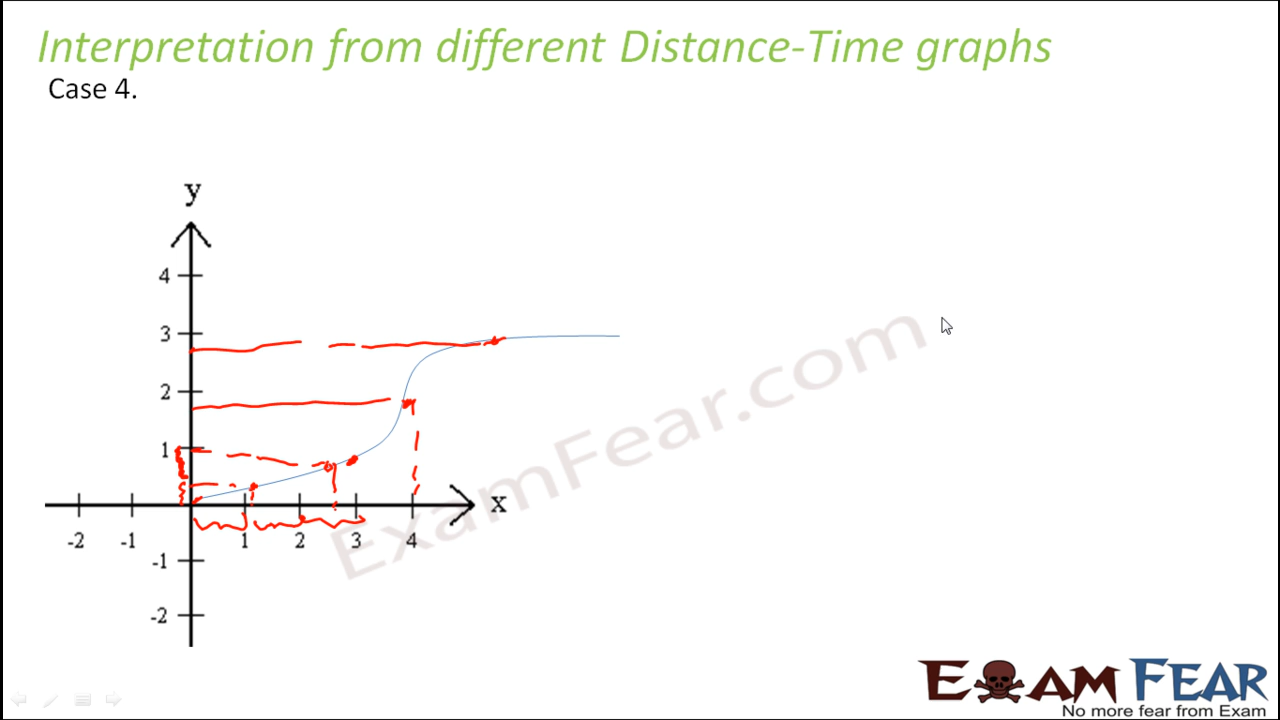 Interpretation from different Distance-Time graphs
Case 4.
y
4
3
2
1
x
-2 -1 1 2 3 4
-1
-2
ExamFear.com
EXAM FEAR
No more fear from Exam